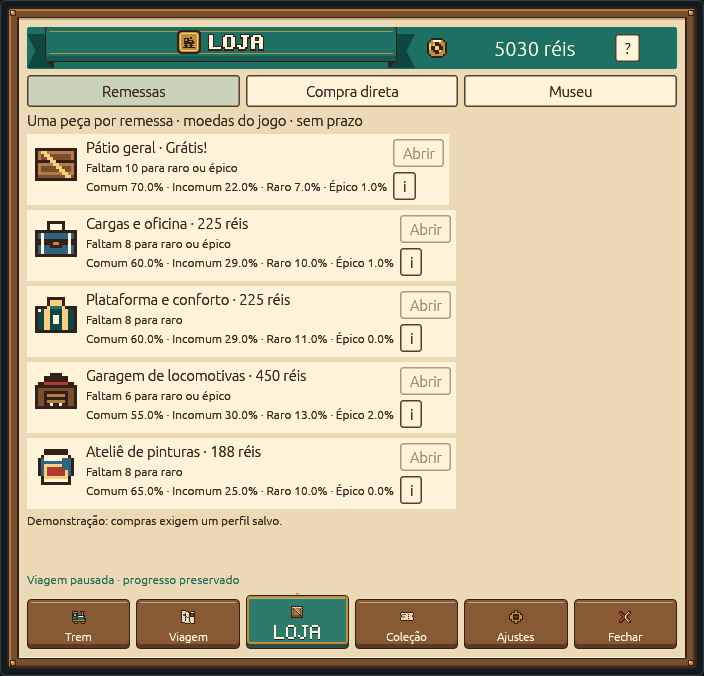 LOJA
5030 réis
?
Remessas
Compra direta
Museu
Uma peça por remessa · moedas do jogo · sem prazo
Pátio geral · Grátis!
Abrir
Faltam 10 para raro ou épico
Comum 70.0% · Incomum 22.0% · Raro 7.0% · Épico 1.0%
i
Cargas e oficina · 225 réis
Abrir
Faltam 8 para raro ou épico
Comum 60.0% · Incomum 29.0% · Raro 10.0% · Épico 1.0%
i
Plataforma e conforto · 225 réis
Abrir
Faltam 8 para raro
Comum 60.0% · Incomum 29.0% · Raro 11.0% · Épico 0.0%
i
Garagem de locomotivas · 450 réis
Abrir
Faltam 6 para raro ou épico
Comum 55.0% · Incomum 30.0% · Raro 13.0% · Épico 2.0%
i
Ateliê de pinturas · 188 réis
Abrir
Faltam 8 para raro
Comum 65.0% · Incomum 25.0% · Raro 10.0% · Épico 0.0%
i
Demonstração: compras exigem um perfil salvo.
Viagem pausada · progresso preservado
Trem
Viagem
LOJA
Coleção
Ajustes
Fechar